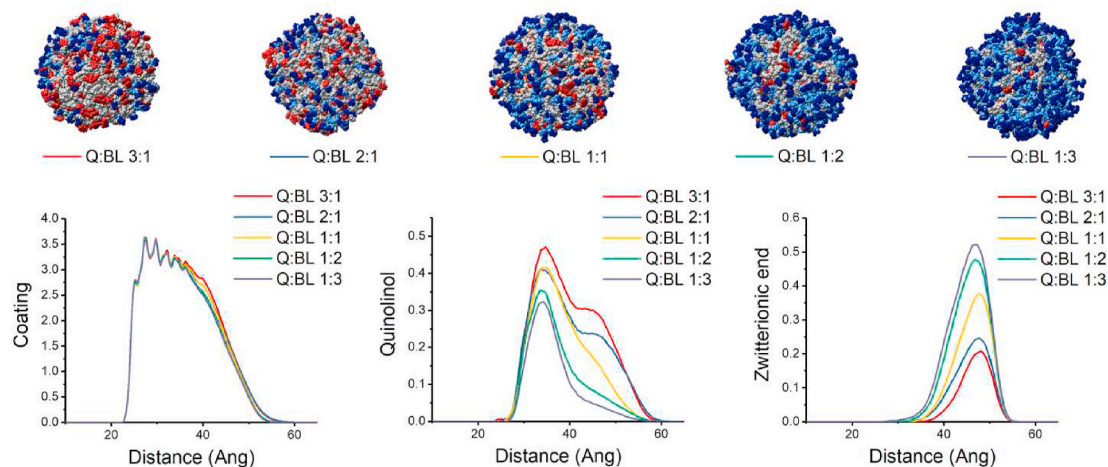 Q:BL 3:1
Q:BL 2:1
Q:BL 1:1
Q:BL 1:2
Q:BL 1:3
Q:BL 3:1
Q:BL 2:1
Q:BL 1:1
Q:BL 1:2
Q:BL 1:3
4.0
3.5
3.0
2.5
2.0
1.5
1.0
0.5
0.0
Coating
20
40
60
Distance (Ang)
Q:BL 3:1
Q:BL 2:1
Q:BL 1:1
Q:BL 1:2
Q:BL 1:3
0.5
0.4
0.3
0.2
0.1
0.0
Quinolinol
20
40
60
Distance (Ang)
Q:BL 3:1
Q:BL 2:1
Q:BL 1:1
Q:BL 1:2
Q:BL 1:3
0.6
0.5
0.4
0.3
0.2
0.1
0.0
Zwitterionic end
20
40
60
Distance (Ang)